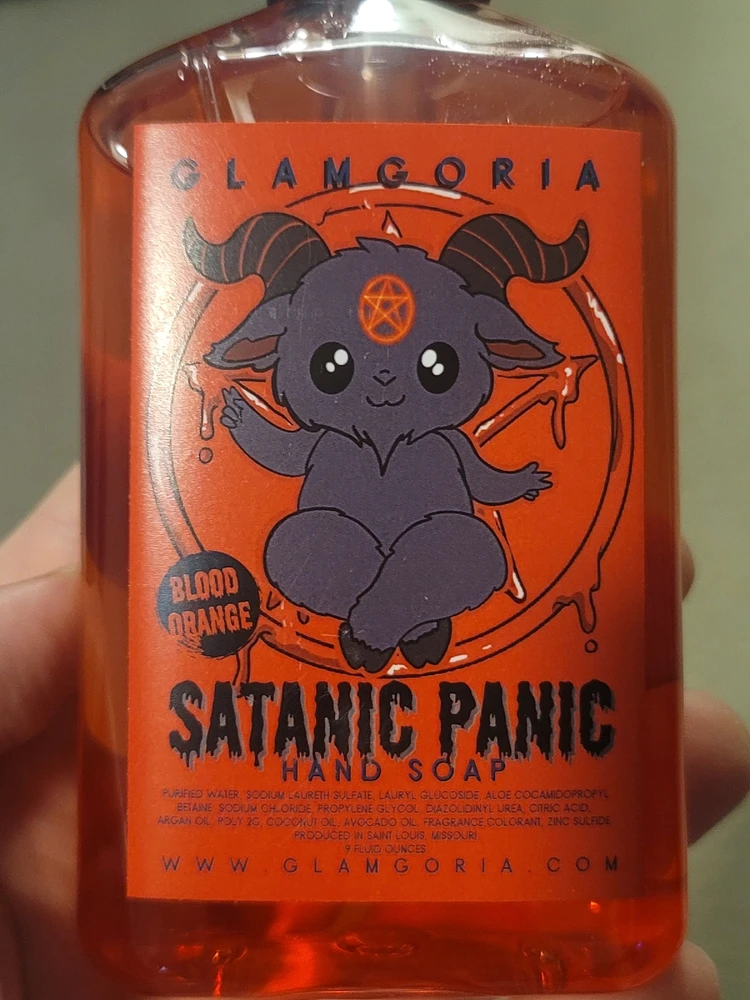 GLAMGORIA
BLOOD
ORANGE
SATANIC PANIC
HAND SOAP
PURIFIED WATER, SODIUM LAURETH SULFATE, LAURYL GLUCOSIDE, ALOE COCAMIDOPROPYL
BETAINE, SODIUM CHLORIDE, PROPYLENE GLYCOL, DIAZOLIDINYL UREA, CITRIC ACID,
ARGAN OIL, POLY 20, COCONUT OIL, AVOCADO OIL, FRAGRANCE,COLORANT, ZINC SULFIDE
PRODUCED IN SAINT LOUIS, MISSOURI
9 FLUID OUNCES
WWW.GLAMGORIA.COM